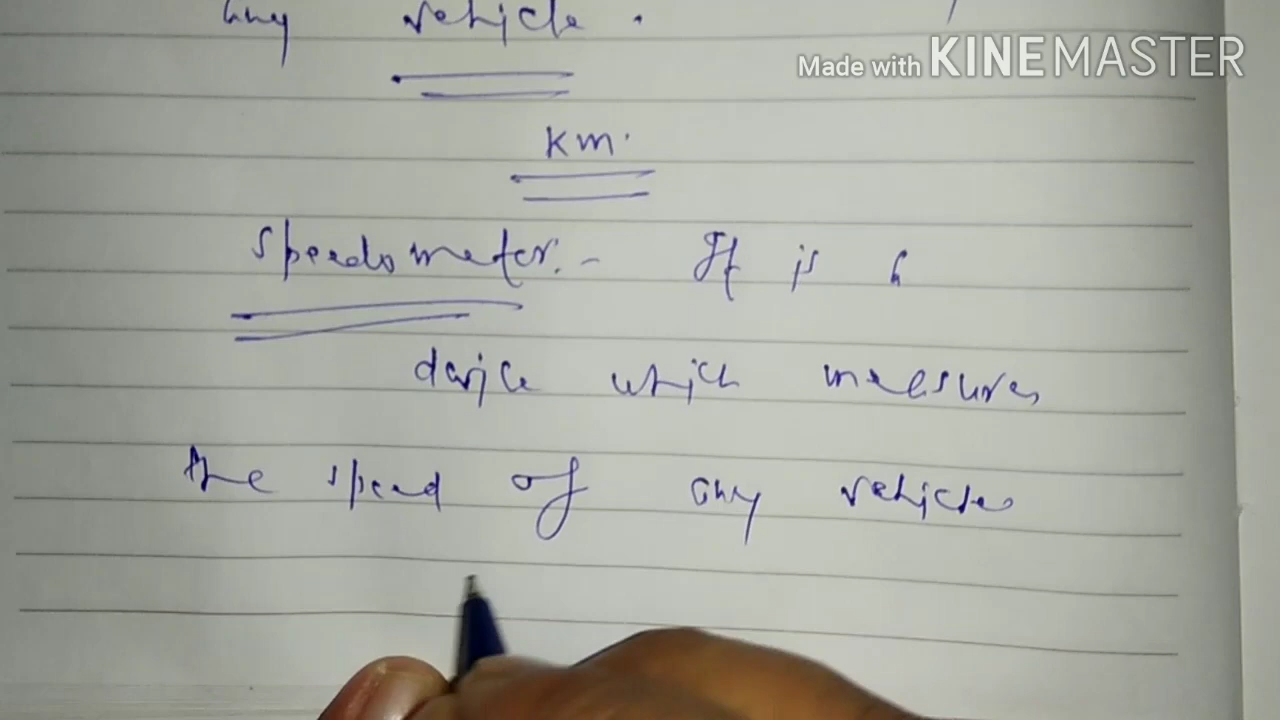 any vehicle.
Made with KINEMASTER
km.
Speedometer:- It is a
device which measures
the speed of any vehicle